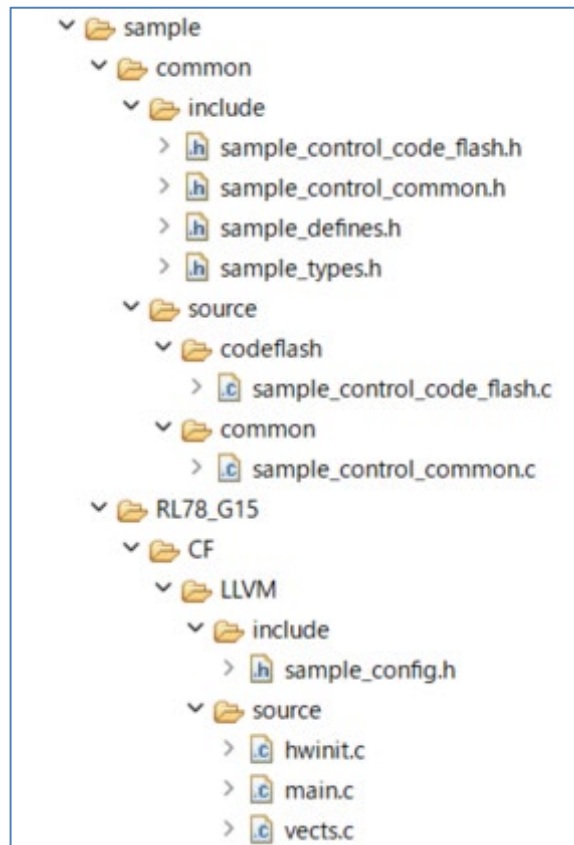 sample
common
include
.h sample_control_code_flash.h
.h sample_control_common.h
.h sample_defines.h
.h sample_types.h
source
codeflash
.c sample_control_code_flash.c
common
.c sample_control_common.c
RL78_G15
CF
LLVM
include
.h sample_config.h
source
.c hwinit.c
.c main.c
.c vects.c